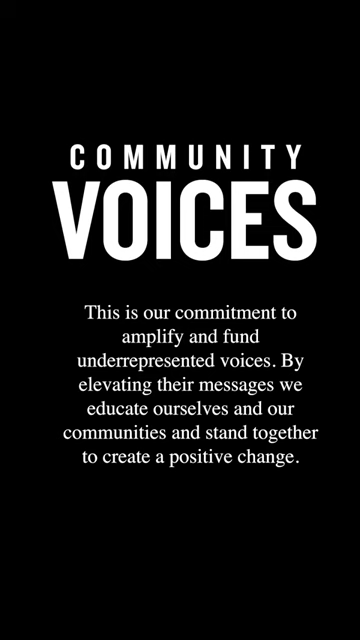 COMMUNITY
VOICES
This is our commitment to
amplify and fund
underrepresented voices. By
elevating their messages we
educate ourselves and our
communities and stand together
to create a positive change.